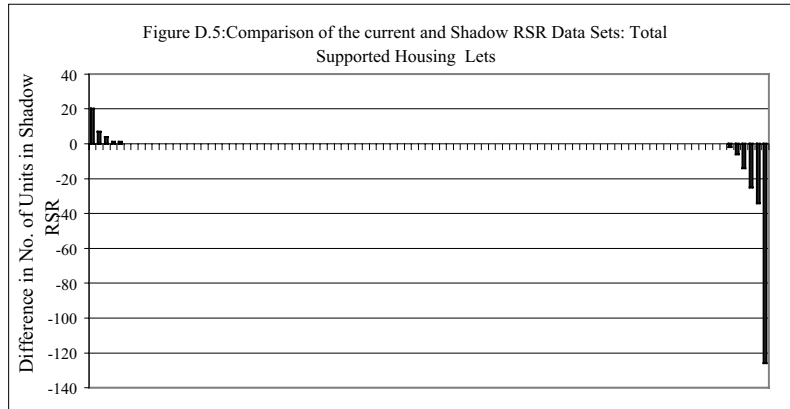 Figure D.5:Comparison of the current and Shadow RSR Data Sets: Total
Supported Housing Lets
Difference in No. of Units in Shadow
RSR
40
20
0
-20
-40
-60
-80
-100
-120
-140